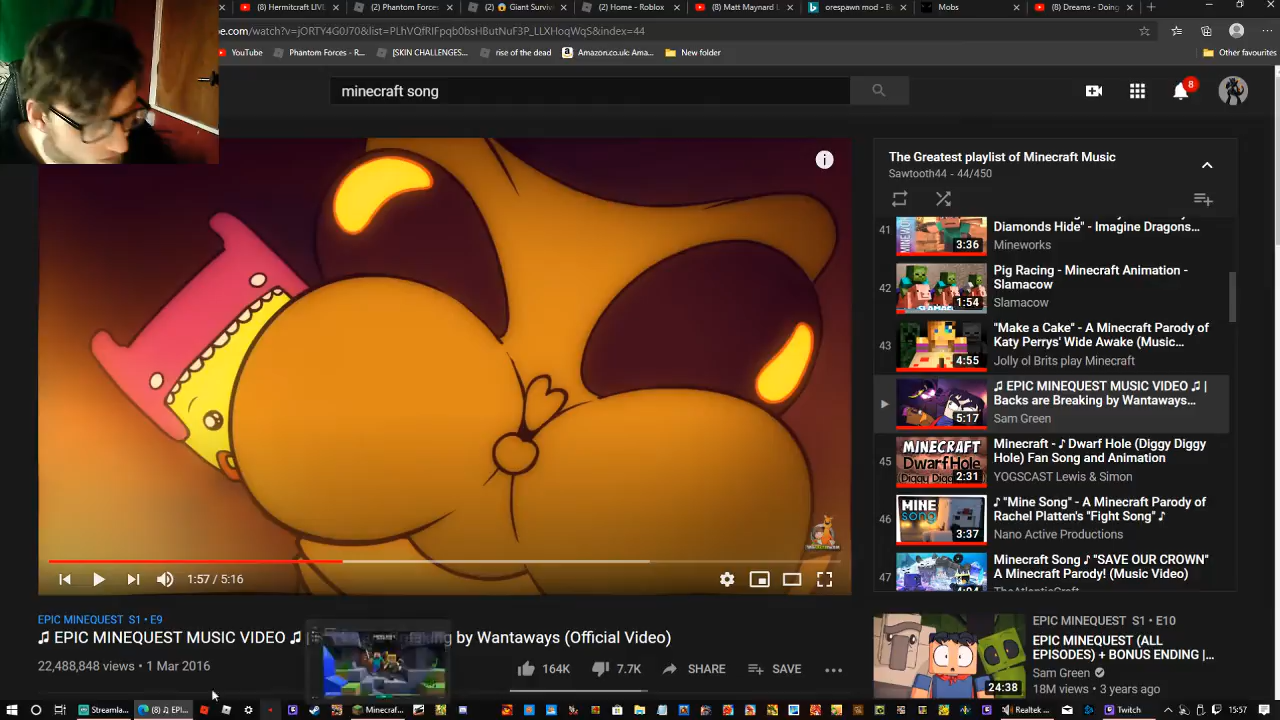 (8) Hermitcraft LIV
(2) Phantom Forces
(2) 😱 Giant Surviv
(2) Home - Roblox
(8) Matt Maynard L
orespawn mod - Bi
Mobs
(8) Dreams - Doing
e.com/watch?v=jORTY4G0J70&list=PLhVQfRIFpqb0bsHButNuF3P_LLXHoqWqS&index=44
YouTube
Phantom Forces - R...
[SKIN CHALLENGES...
rise of the dead
Amazon.co.uk: Ama...
New folder
Other favourites
minecraft song
8
The Greatest playlist of Minecraft Music
Sawtooth44 - 44/450
41
3:36
Diamonds Hide" - Imagine Dragons...
Mineworks
42
1:54
Pig Racing - Minecraft Animation -
Slamacow
Slamacow
43
4:55
"Make a Cake" - A Minecraft Parody of
Katy Perrys' Wide Awake (Music...
Jolly ol Brits play Minecraft
5:17
♫ EPIC MINEQUEST MUSIC VIDEO ♫ |
Backs are Breaking by Wantaways...
Sam Green
45
MINECRAFT
DwarfHole
(Diggy Diggy
2:31
Minecraft - ♪ Dwarf Hole (Diggy Diggy
Hole) Fan Song and Animation
YOGSCAST Lewis & Simon
46
MINE
song
3:37
♪ "Mine Song" - A Minecraft Parody of
Rachel Platten's "Fight Song" ♪
Nano Active Productions
47
Minecraft Song ♪ "SAVE OUR CROWN"
A Minecraft Parody! (Music Video)
1:57 / 5:16
EPIC MINEQUEST S1 • E9
♫ EPIC MINEQUEST MUSIC VIDEO ♫
king by Wantaways (Official Video)
22,488,848 views • 1 Mar 2016
164K
7.7K
SHARE
SAVE
24:38
EPIC MINEQUEST S1 • E10
EPIC MINEQUEST (ALL
EPISODES) + BONUS ENDING |...
Sam Green
18M views • 3 years ago
Streamla...
(8) ♫ EPI...
Minecraf...
Realtek ...
Twitch
15:57